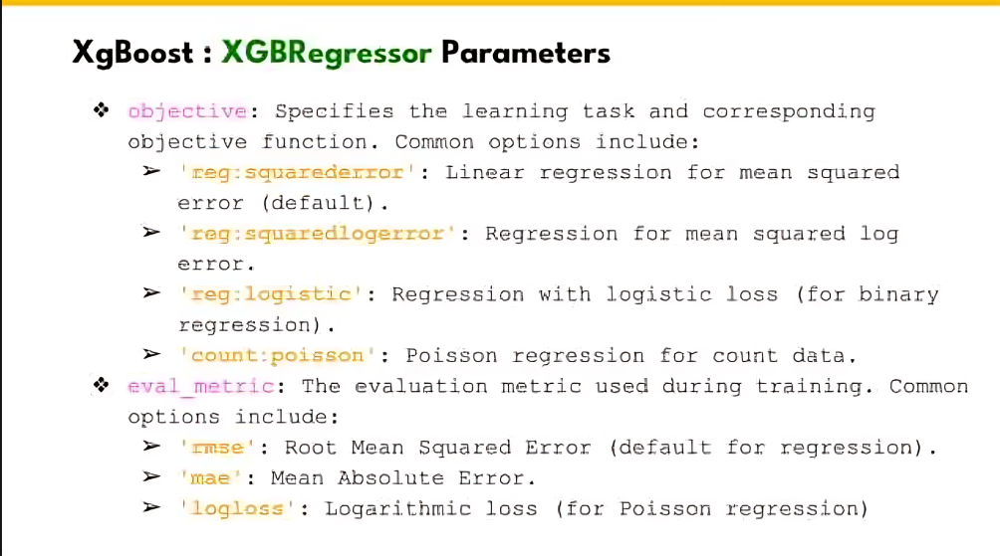 XgBoost : XGBRegressor Parameters
❖ objective: Specifies the learning task and corresponding
objective function. Common options include:
➢ 'reg:squarederror': Linear regression for mean squared
error (default).
➢ 'reg:squaredlogerror': Regression for mean squared log
error.
➢ 'reg:logistic': Regression with logistic loss (for binary
regression).
➢ 'count:poisson': Poisson regression for count data.
❖ eval_metric: The evaluation metric used during training. Common
options include:
➢ 'rmse': Root Mean Squared Error (default for regression).
➢ 'mae': Mean Absolute Error.
➢ 'logloss': Logarithmic loss (for Poisson regression)